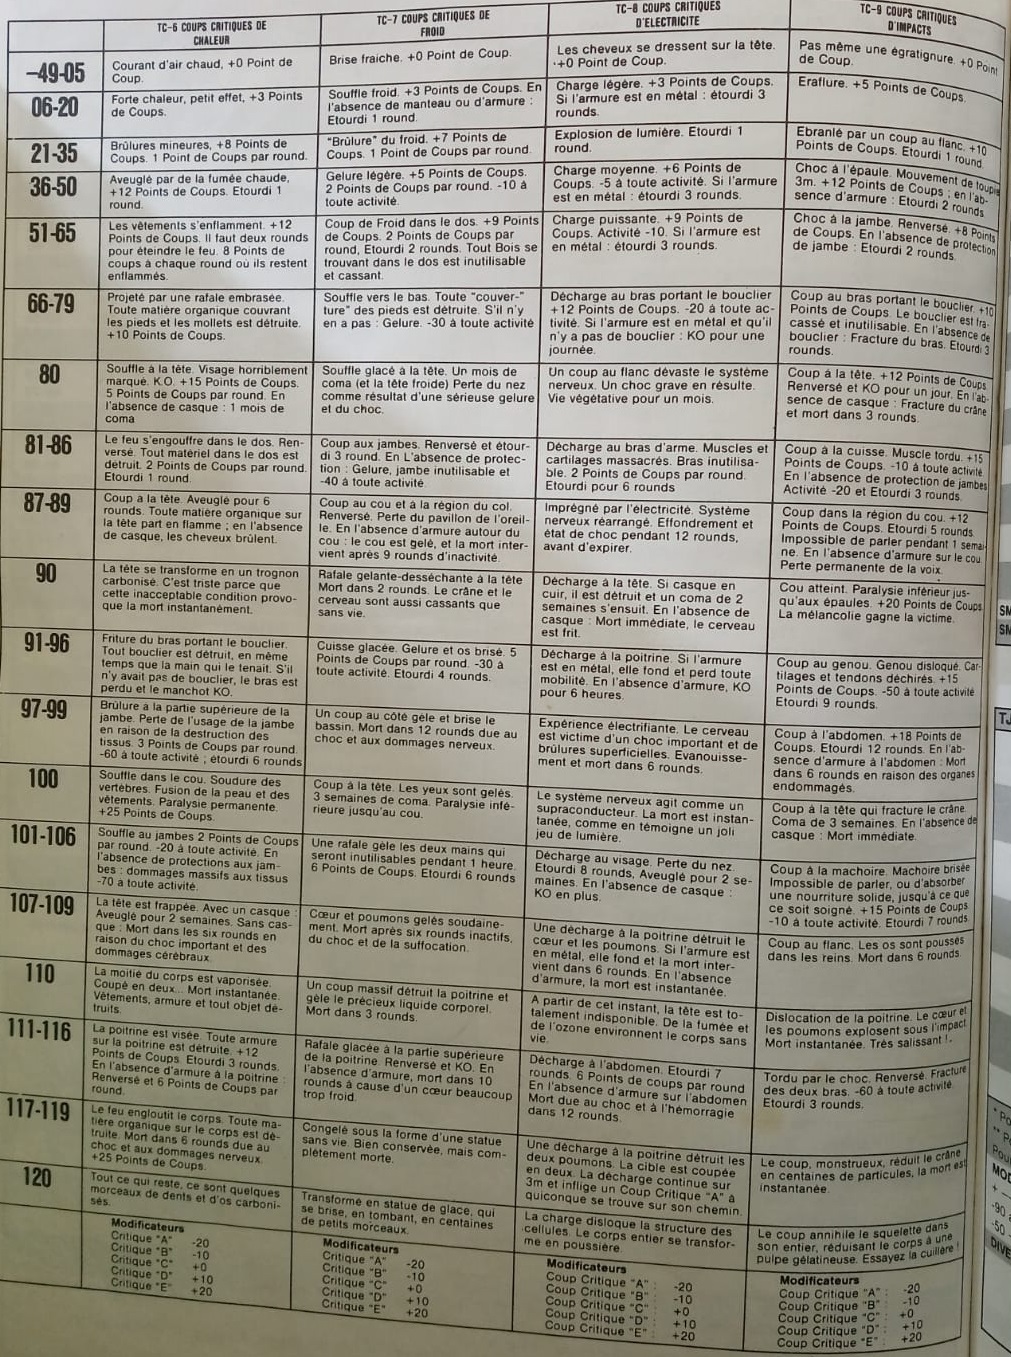 TC-6 COUPS CRITIQUES DE
CHALEUR
TC-7 COUPS CRITIQUES DE
FROID
TC-8 COUPS CRITIQUES
D'ELECTRICITE
TC-9 COUPS CRITIQUES
D'IMPACTS
–49-05
Courant d'air chaud, +0 Point de
Coup.
Brise fraiche. +0 Point de Coup.
Les cheveux se dressent sur la tête.
+0 Point de Coup.
Pas même une égratignure. +0 Point
de Coup.
06-20
Forte chaleur, petit effet, +3 Points
de Coups.
Souffle froid. +3 Points de Coups. En
l'absence de manteau ou d'armure :
Etourdi 1 round.
Charge légère. +3 Points de Coups.
Si l'armure est en métal : étourdi 3
rounds.
Eraflure. +5 Points de Coups.
21-35
Brûlures mineures, +8 Points de
Coups. 1 Point de Coups par round.
"Brûlure" du froid. +7 Points de
Coups. 1 Point de Coups par round.
Explosion de lumière. Etourdi 1
round.
Ebranlé par un coup au flanc. +10
Points de Coups. Etourdi 1 round.
36-50
Aveuglé par de la fumée chaude,
+12 Points de Coups. Etourdi 1
round.
Gelure légère. +5 Points de Coups.
2 Points de Coups par round. -10 à
toute activité.
Charge moyenne. +6 Points de
Coups. -5 à toute activité. Si l'armure
est en métal : étourdi 3 rounds.
Choc à l'épaule. Mouvement de toupie
3m. +12 Points de Coups ; en l'ab-
sence d'armure : Etourdi 2 rounds
51-65
Les vêtements s'enflamment. +12
Points de Coups. Il faut deux rounds
pour éteindre le feu. 8 Points de
coups à chaque round où ils restent
enflammés.
Coup de Froid dans le dos. +9 Points
de Coups. 2 Points de Coups par
round, Etourdi 2 rounds. Tout Bois se
trouvant dans le dos est inutilisable
et cassant.
Charge puissante. +9 Points de
Coups. Activité -10. Si l'armure est
en métal : étourdi 3 rounds.
Choc à la jambe. Renversé. +8 Points
de Coups. En l'absence de protection
de jambe : Etourdi 2 rounds.
66-79
Projeté par une rafale embrasée.
Toute matière organique couvrant
les pieds et les mollets est détruite.
+10 Points de Coups.
Souffle vers le bas. Toute "couver-"
ture" des pieds est détruite. S'il n'y
en a pas : Gelure. -30 à toute activité
Décharge au bras portant le bouclier
+12 Points de Coups. -20 à toute ac-
tivité. Si l'armure est en métal et qu'il
n'y a pas de bouclier : KO pour une
journée.
Coup au bras portant le bouclier. +10
Points de Coups. Le bouclier est fra-
cassé et inutilisable. En l'absence de
bouclier : Fracture du bras. Etourdi 3
rounds.
80
Souffle à la tête. Visage horriblement
marqué. K.O. +15 Points de Coups.
5 Points de Coups par round. En
l'absence de casque : 1 mois de
coma
Souffle glacé à la tête. Un mois de
coma (et la tête froide) Perte du nez
comme résultat d'une sérieuse gelure
et du choc.
Un coup au flanc dévaste le système
nerveux. Un choc grave en résulte.
Vie végétative pour un mois.
Coup à la tête. +12 Points de Coups.
Renversé et KO pour un jour. En l'ab-
sence de casque : Fracture du crâne
et mort dans 3 rounds.
81-86
Le feu s'engouffre dans le dos. Ren-
versé. Tout matériel dans le dos est
détruit. 2 Points de Coups par round.
Etourdi 1 round.
Coup aux jambes. Renversé et étour-
di 3 round. En L'absence de protec-
tion : Gelure, jambe inutilisable et
-40 à toute activité.
Décharge au bras d'arme. Muscles et
cartilages massacrés. Bras inutilisa-
ble. 2 Points de Coups par round.
Etourdi pour 6 rounds
Coup à la cuisse. Muscle tordu. +15
Points de Coups. -10 à toute activité.
En l'absence de protection de jambes
Activité -20 et Etourdi 3 rounds.
87-89
Coup à la tête. Aveuglé pour 6
rounds. Toute matière organique sur
la tête part en flamme ; en l'absence
de casque, les cheveux brûlent.
Coup au cou et à la région du col.
Renversé. Perte du pavillon de l'oreil-
le. En l'absence d'armure autour du
cou : le cou est gelé, et la mort inter-
vient après 9 rounds d'inactivité.
Imprégné par l'électricité. Système
nerveux réarrangé. Effondrement et
état de choc pendant 12 rounds,
avant d'expirer.
Coup dans la région du cou. +12
Points de Coups. Etourdi 5 rounds.
Impossible de parler pendant 1 semai-
ne. En l'absence d'armure sur le cou
Perte permanente de la voix.
90
La tête se transforme en un trognon
carbonisé. C'est triste parce que
cette inacceptable condition provo-
que la mort instantanément.
Rafale gelante-desséchante à la tête
Mort dans 2 rounds. Le crâne et le
cerveau sont aussi cassants que
sans vie.
Décharge à la tête. Si casque en
cuir, il est détruit et un coma de 2
semaines s'ensuit. En l'absence de
casque : Mort immédiate, le cerveau
est frit.
Cou atteint. Paralysie inférieur jus-
qu'aux épaules. +20 Points de Coups
La mélancolie gagne la victime.
91-96
Friture du bras portant le bouclier.
Tout bouclier est détruit, en même
temps que la main qui le tenait. S'il
n'y avait pas de bouclier, le bras est
perdu et le manchot KO.
Cuisse glacée. Gelure et os brisé. 5
Points de Coups par round. -30 à
toute activité. Etourdi 4 rounds.
Décharge à la poitrine. Si l'armure
est en métal, elle fond et perd toute
mobilité. En l'absence d'armure, KO
pour 6 heures.
Coup au genou. Genou disloqué. Car-
tilages et tendons déchirés. +15
Points de Coups. -50 à toute activité
Etourdi 9 rounds.
97-99
Brûlure à la partie supérieure de la
jambe. Perte de l'usage de la jambe
en raison de la destruction des
tissus. 3 Points de Coups par round.
-60 à toute activité ; étourdi 6 rounds
Un coup au côté gèle et brise le
bassin. Mort dans 12 rounds due au
choc et aux dommages nerveux.
Expérience électrifiante. Le cerveau
est victime d'un choc important et de
brûlures superficielles. Evanouisse-
ment et mort dans 6 rounds.
Coup à l'abdomen. +18 Points de
Coups. Etourdi 12 rounds. En l'ab-
sence d'armure à l'abdomen : Mort
dans 6 rounds en raison des organes
endommagés.
100
Souffle dans le cou. Soudure des
vertèbres. Fusion de la peau et des
vêtements. Paralysie permanente.
+25 Points de Coups.
Coup à la tête. Les yeux sont gelés.
3 semaines de coma. Paralysie infé-
rieure jusqu'au cou.
Le système nerveux agit comme un
supraconducteur. La mort est instan-
tanée, comme en témoigne un joli
jeu de lumière.
Coup à la tête qui fracture le crâne.
Coma de 3 semaines. En l'absence de
casque : Mort immédiate.
101-106
Souffle au jambes 2 Points de Coups
par round. -20 à toute activité. En
l'absence de protections aux jam-
bes : dommages massifs aux tissus
-70 à toute activité.
Une rafale gèle les deux mains qui
seront inutilisables pendant 1 heure.
6 Points de Coups. Etourdi 6 rounds
Décharge au visage. Perte du nez.
Etourdi 8 rounds, Aveuglé pour 2 se-
maines. En l'absence de casque :
KO en plus.
Coup à la machoire. Machoire brisée
Impossible de parler, ou d'absorber
une nourriture solide, jusqu'à ce que
ce soit soigné. +15 Points de Coups.
-10 à toute activité. Etourdi 7 rounds.
107-109
La tête est frappée. Avec un casque :
Aveuglé pour 2 semaines. Sans cas-
que : Mort dans les six rounds en
raison du choc important et des
dommages cérébraux.
Cœur et poumons gelés soudaine-
ment. Mort après six rounds inactifs,
du choc et de la suffocation.
Une décharge à la poitrine détruit le
cœur et les poumons. Si l'armure est
en métal, elle fond et la mort inter-
vient dans 6 rounds. En l'absence
d'armure, la mort est instantanée.
Coup au flanc. Les os sont poussés
dans les reins. Mort dans 6 rounds.
110
La moitié du corps est vaporisée.
Coupé en deux... Mort instantanée.
Vêtements, armure et tout objet dé-
truits.
Un coup massif détruit la poitrine et
gèle le précieux liquide corporel.
Mort dans 3 rounds.
A partir de cet instant, la tête est to-
talement indisponible. De la fumée et
de l'ozone environnent le corps sans
vie.
Dislocation de la poitrine. Le cœur et
les poumons explosent sous l'impact.
Mort instantanée. Très salissant !
111-116
La poitrine est visée. Toute armure
sur la poitrine est détruite. +12
Points de Coups. Etourdi 3 rounds.
En l'absence d'armure à la poitrine :
Renversé et 6 Points de Coups par
round.
Rafale glacée à la partie supérieure
de la poitrine. Renversé et KO. En
l'absence d'armure, mort dans 10
rounds à cause d'un cœur beaucoup
trop froid.
Décharge à l'abdomen. Etourdi 7
rounds. 6 Points de coups par round
En l'absence d'armure sur l'abdomen
Mort due au choc et à l'hémorragie
dans 12 rounds.
Tordu par le choc. Renversé. Fracture
des deux bras. -60 à toute activité.
Etourdi 3 rounds.
117-119
Le feu engloutit le corps. Toute ma-
tière organique sur le corps est dé-
truite. Mort dans 6 rounds due au
choc et aux dommages nerveux.
+25 Points de Coups.
Congelé sous la forme d'une statue
sans vie. Bien conservée, mais com-
plètement morte.
Une décharge à la poitrine détruit les
deux poumons. La cible est coupée
en deux. La décharge continue sur
3m et inflige un Coup Critique "A" à
quiconque se trouve sur son chemin.
Le coup, monstrueux, réduit le crâne
en centaines de particules, la mort est
instantanée.
120
Tout ce qui reste, ce sont quelques
morceaux de dents et d'os carboni-
sés.
Transformé en statue de glace, qui
se brise, en tombant, en centaines
de petits morceaux.
La charge disloque la structure des
cellules. Le corps entier se transfor-
me en poussière.
Le coup annihile le squelette dans
son entier, réduisant le corps à une
pulpe gélatineuse. Essayez la cuillère !
Modificateurs
Critique "A" -20
Critique "B" -10
Critique "C" +0
Critique "D" +10
Critique "E" +20
Modificateurs
Critique "A" -20
Critique "B" -10
Critique "C" +0
Critique "D" +10
Critique "E" +20
Modificateurs
Coup Critique "A" : -20
Coup Critique "B" : -10
Coup Critique "C" : +0
Coup Critique "D" : +10
Coup Critique "E" : +20
Modificateurs
Coup Critique "A" : -20
Coup Critique "B" : -10
Coup Critique "C" : +0
Coup Critique "D" : +10
Coup Critique "E" : +20
SM
SM
TJ
* Po
-90
-50
DIVE